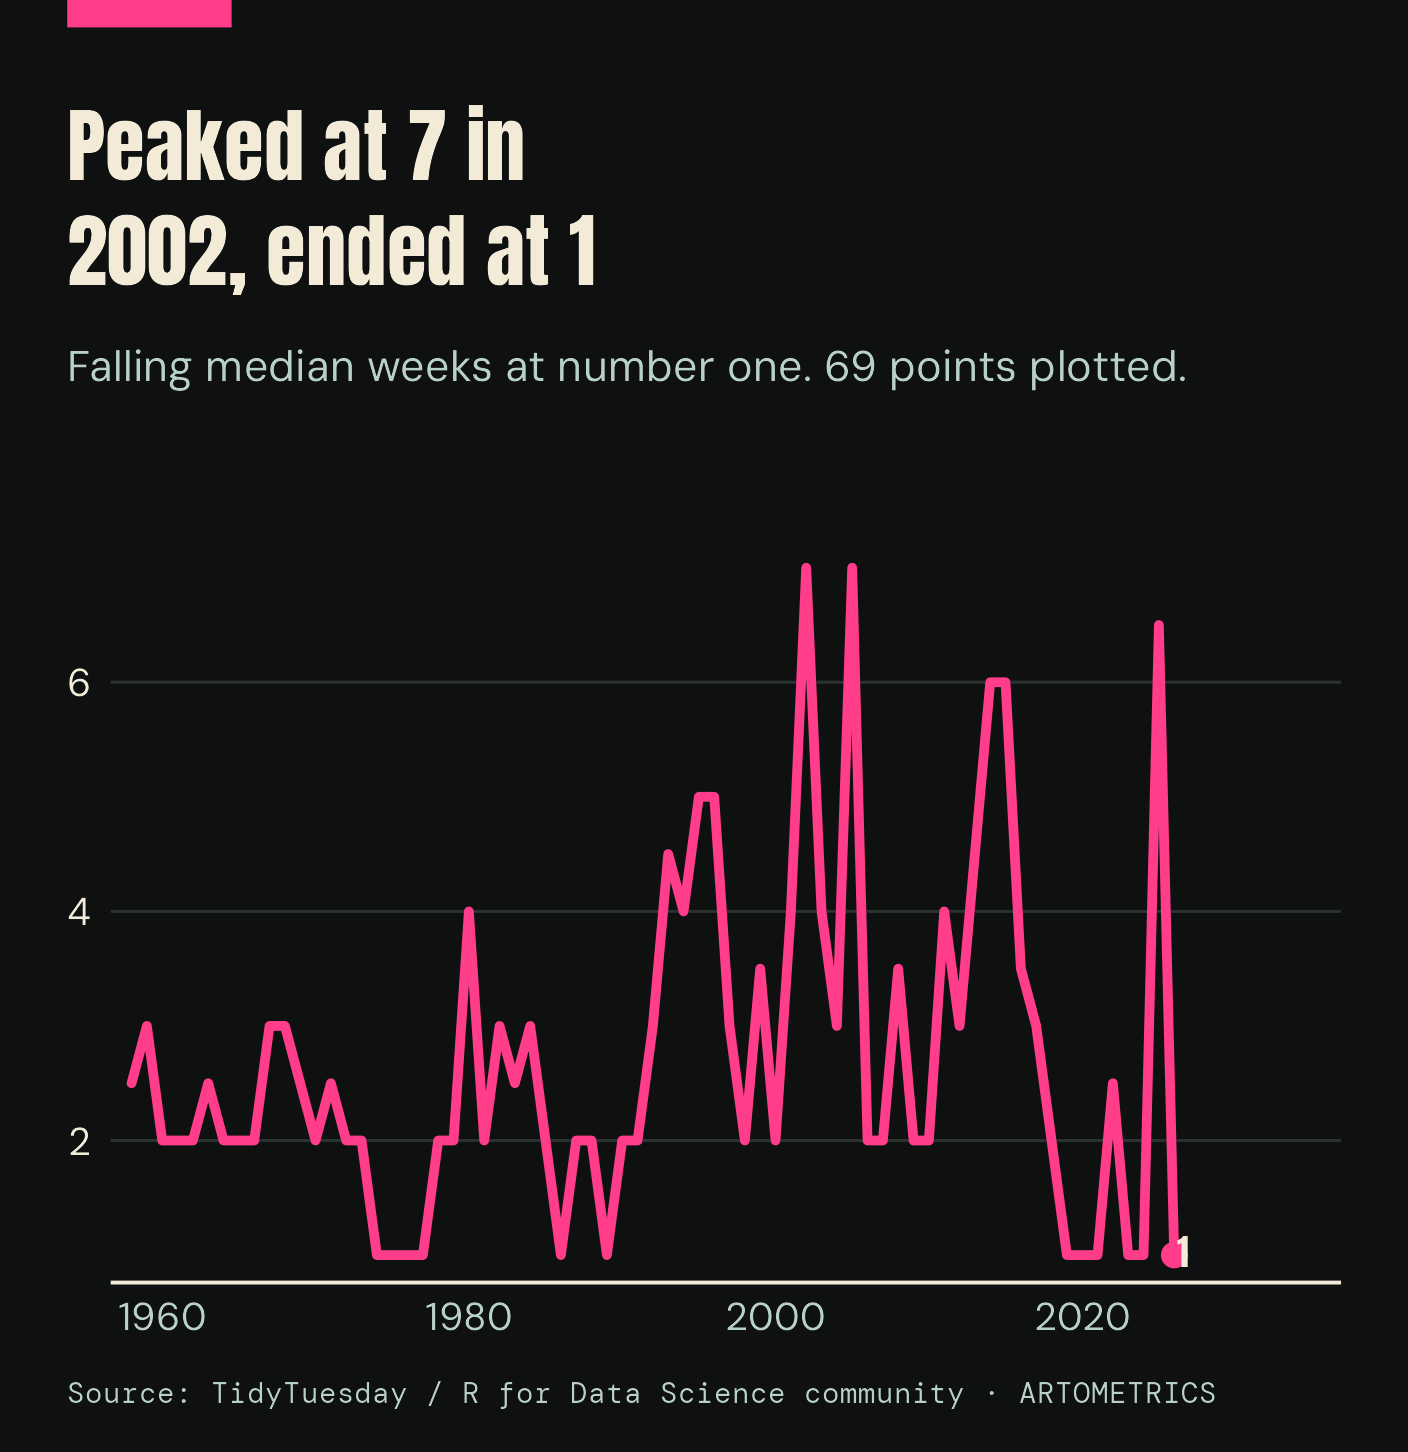 Peaked at 7 in
2002, ended at 1
Falling median weeks at number one. 69 points plotted.
6
4
2
1
1960 1980 2000 2020
Source: TidyTuesday / R for Data Science community · ARTOMETRICS